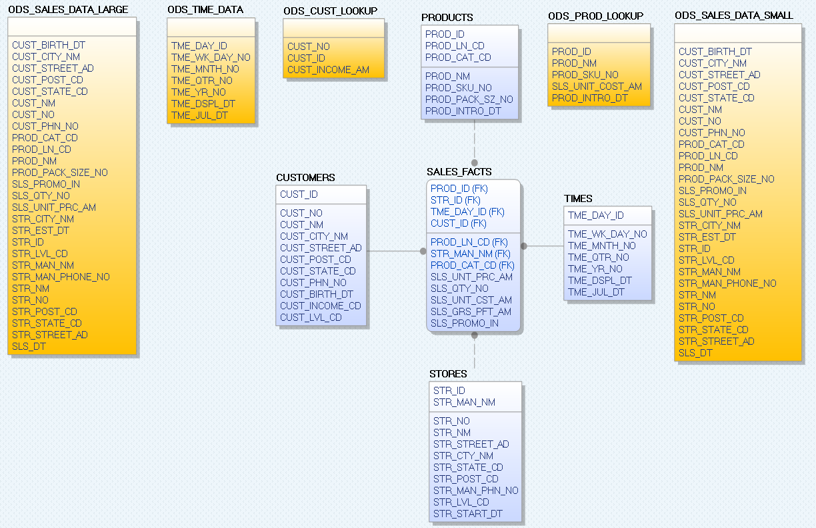 ODS_SALES_DATA_LARGE
CUST_BIRTH_DT
CUST_CITY_NM
CUST_STREET_AD
CUST_POST_CD
CUST_STATE_CD
CUST_NM
CUST_NO
CUST_PHN_NO
PROD_CAT_CD
PROD_LN_CD
PROD_NM
PROD_PACK_SIZE_NO
SLS_PROMO_IN
SLS_QTY_NO
SLS_UNIT_PRC_AM
STR_CITY_NM
STR_EST_DT
STR_ID
STR_LVL_CD
STR_MAN_NM
STR_MAN_PHONE_NO
STR_NM
STR_NO
STR_POST_CD
STR_STATE_CD
STR_STREET_AD
SLS_DT
ODS_TIME_DATA
TME_DAY_ID
TME_WK_DAY_NO
TME_MNTH_NO
TME_QTR_NO
TME_YR_NO
TME_DSPL_DT
TME_JUL_DT
ODS_CUST_LOOKUP
CUST_NO
CUST_ID
CUST_INCOME_AM
PRODUCTS
PROD_ID
PROD_LN_CD
PROD_CAT_CD
PROD_NM
PROD_SKU_NO
PROD_PACK_SZ_NO
PROD_INTRO_DT
ODS_PROD_LOOKUP
PROD_ID
PROD_NM
PROD_SKU_NO
SLS_UNIT_COST_AM
PROD_INTRO_DT
ODS_SALES_DATA_SMALL
CUST_BIRTH_DT
CUST_CITY_NM
CUST_STREET_AD
CUST_POST_CD
CUST_STATE_CD
CUST_NM
CUST_NO
CUST_PHN_NO
PROD_CAT_CD
PROD_LN_CD
PROD_NM
PROD_PACK_SIZE_NO
SLS_PROMO_IN
SLS_QTY_NO
SLS_UNIT_PRC_AM
STR_CITY_NM
STR_EST_DT
STR_ID
STR_LVL_CD
STR_MAN_NM
STR_MAN_PHONE_NO
STR_NM
STR_NO
STR_POST_CD
STR_STATE_CD
STR_STREET_AD
SLS_DT
CUSTOMERS
CUST_ID
CUST_NO
CUST_NM
CUST_CITY_NM
CUST_STREET_AD
CUST_POST_CD
CUST_STATE_CD
CUST_PHN_NO
CUST_BIRTH_DT
CUST_INCOME_CD
CUST_LVL_CD
SALES_FACTS
PROD_ID (FK)
STR_ID (FK)
TME_DAY_ID (FK)
CUST_ID (FK)
PROD_LN_CD (FK)
STR_MAN_NM (FK)
PROD_CAT_CD (FK)
SLS_UNT_PRC_AM
SLS_QTY_NO
SLS_UNT_CST_AM
SLS_GRS_PFT_AM
SLS_PROMO_IN
TIMES
TME_DAY_ID
TME_WK_DAY_NO
TME_MNTH_NO
TME_QTR_NO
TME_YR_NO
TME_DSPL_DT
TME_JUL_DT
STORES
STR_ID
STR_MAN_NM
STR_NO
STR_NM
STR_STREET_AD
STR_CTY_NM
STR_STATE_CD
STR_POST_CD
STR_MAN_PHN_NO
STR_LVL_CD
STR_START_DT